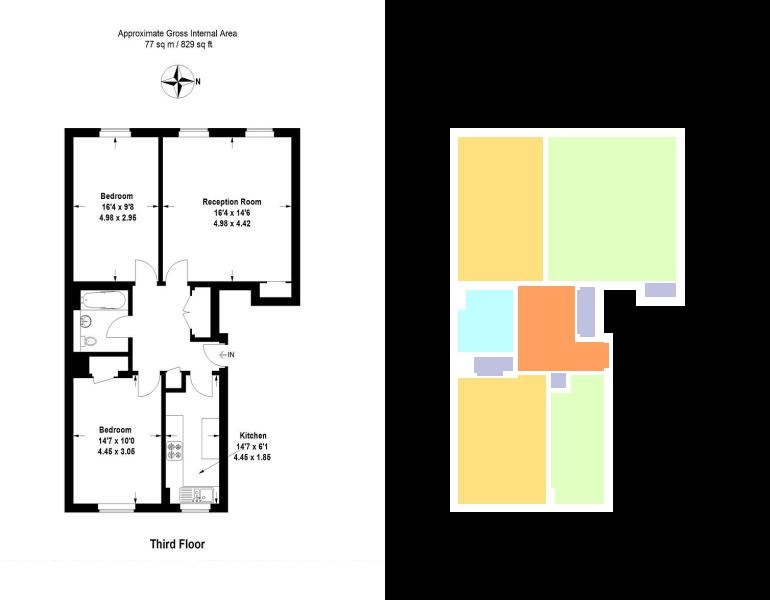 Approximate Gross Internal Area
77 sq m / 829 sq ft
N
Bedroom
16'4 x 9'8
4.98 x 2.95
Reception Room
16'4 x 14'6
4.98 x 4.42
IN
Bedroom
14'7 x 10'0
4.45 x 3.05
Kitchen
14'7 x 6'1
4.45 x 1.85
Third Floor